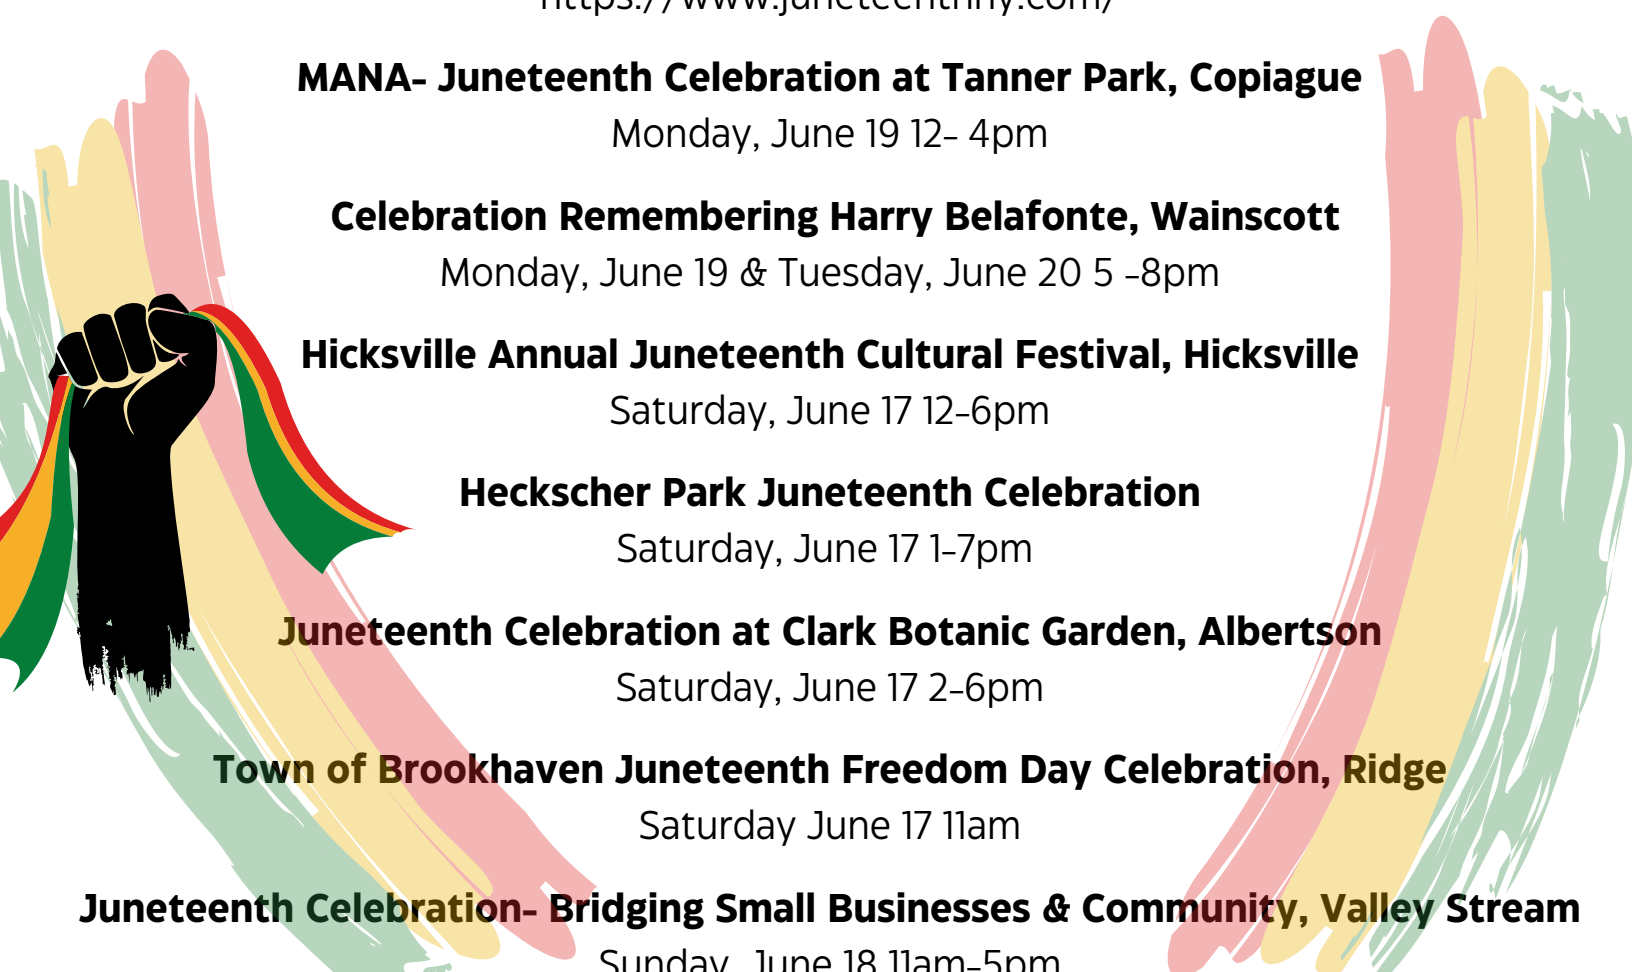 https://www.juneteenthny.com/
MANA- Juneteenth Celebration at Tanner Park, Copiague
Monday, June 19 12- 4pm
Celebration Remembering Harry Belafonte, Wainscott
Monday, June 19 & Tuesday, June 20 5 -8pm
Hicksville Annual Juneteenth Cultural Festival, Hicksville
Saturday, June 17 12-6pm
Heckscher Park Juneteenth Celebration
Saturday, June 17 1-7pm
Juneteenth Celebration at Clark Botanic Garden, Albertson
Saturday, June 17 2-6pm
Town of Brookhaven Juneteenth Freedom Day Celebration, Ridge
Saturday June 17 11am
Juneteenth Celebration- Bridging Small Businesses & Community, Valley Stream
Sunday, June 18 11am-5pm